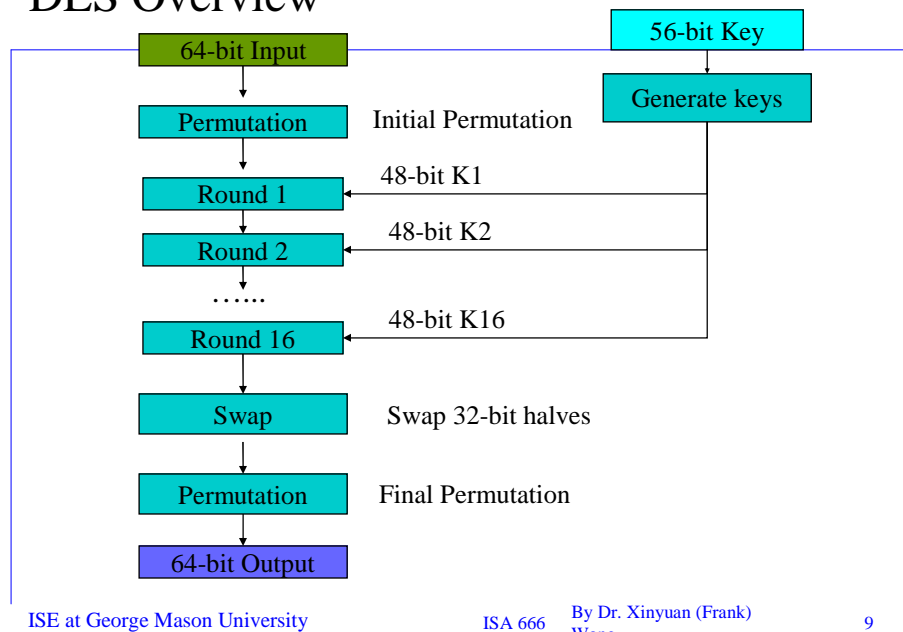 DES Overview
56-bit Key
64-bit Input
Generate keys
Permutation
Initial Permutation
48-bit K1
Round 1
48-bit K2
Round 2
…...
48-bit K16
Round 16
Swap
Swap 32-bit halves
Permutation
Final Permutation
64-bit Output
ISE at George Mason University
ISA 666
By Dr. Xinyuan (Frank)
9